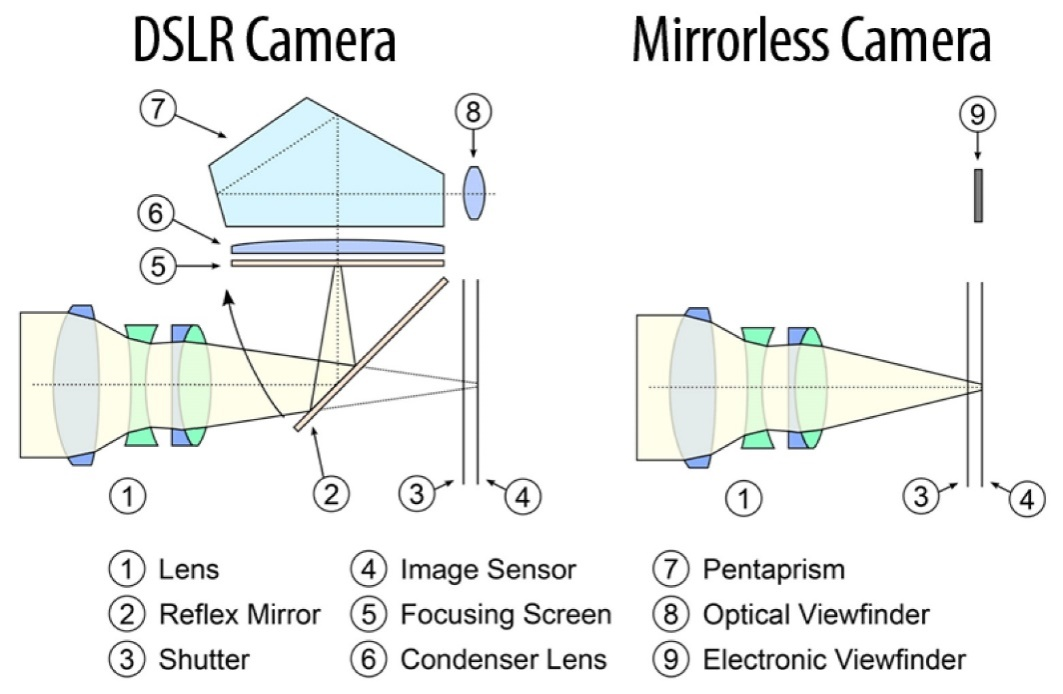 DSLR Camera
Mirrorless Camera
7
8
9
6
5
1
2
3
4
1
3
4
1 Lens
4 Image Sensor
7 Pentaprism
2 Reflex Mirror
5 Focusing Screen
8 Optical Viewfinder
3 Shutter
6 Condenser Lens
9 Electronic Viewfinder